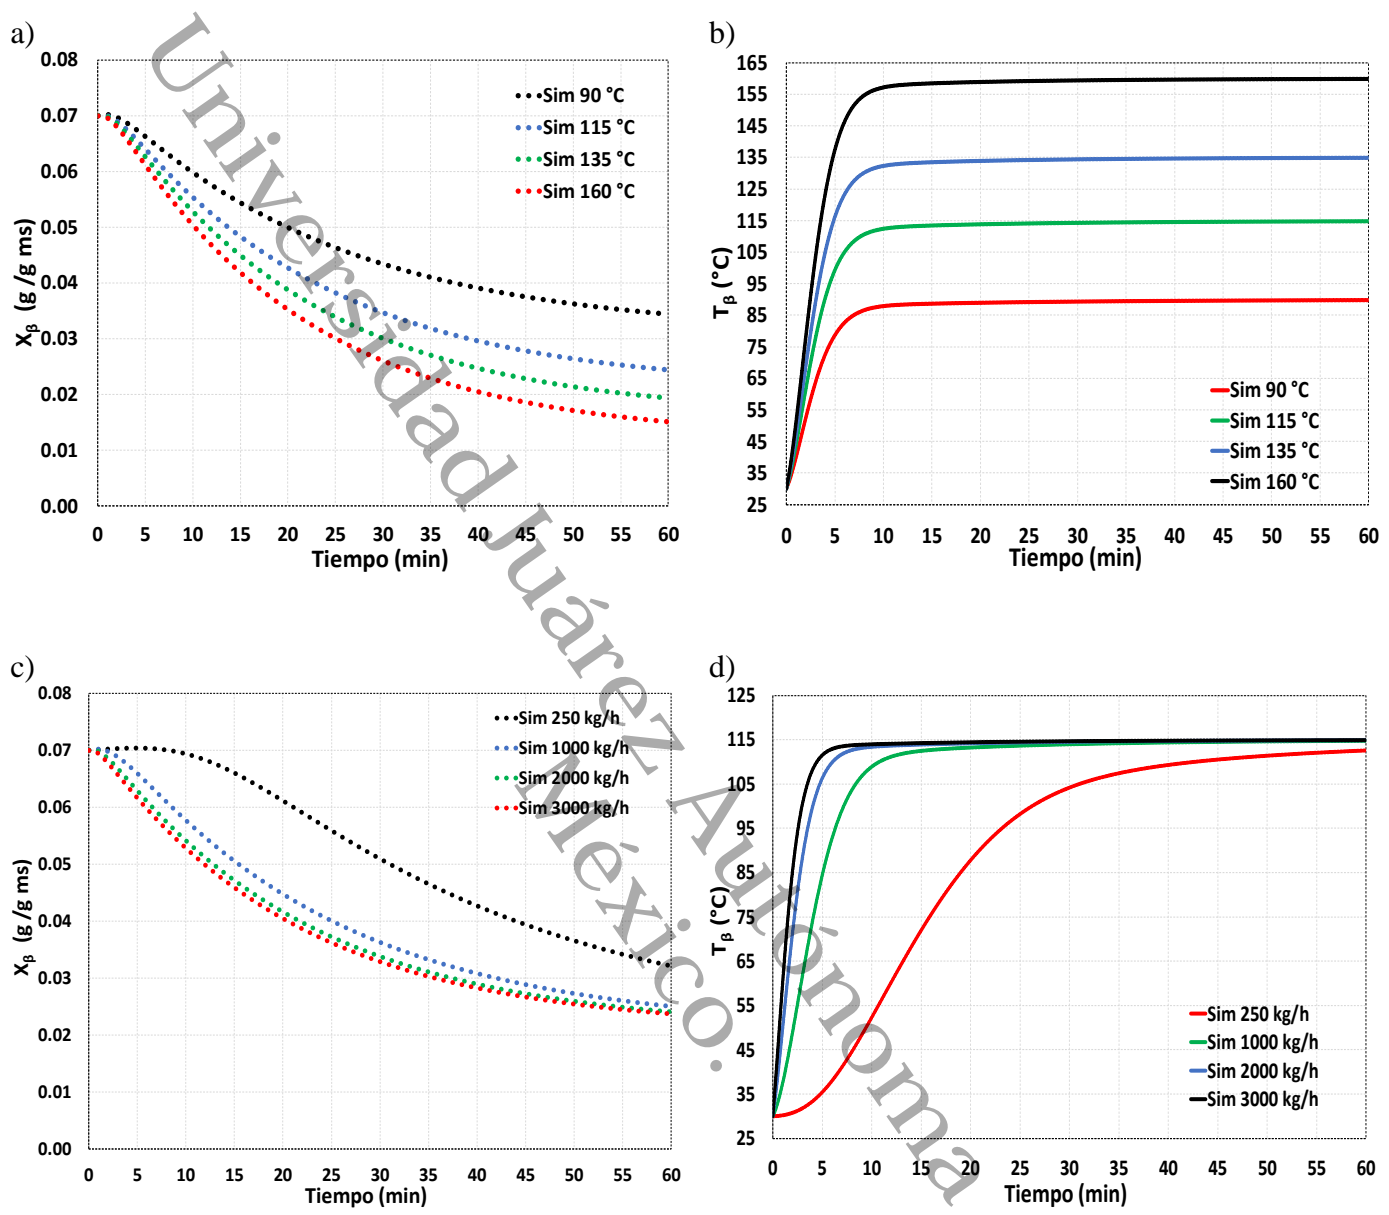 a)
0.08
0.07
0.06
0.05
0.04
0.03
0.02
0.01
0.00
X_β (g /g ms)
Sim 90 °C
Sim 115 °C
Sim 135 °C
Sim 160 °C
0 5 10 15 20 25 30 35 40 45 50 55 60
Tiempo (min)
b)
165
155
145
135
125
115
105
95
85
75
65
55
45
35
25
T_β (°C)
Sim 90 °C
Sim 115 °C
Sim 135 °C
Sim 160 °C
0 5 10 15 20 25 30 35 40 45 50 55 60
Tiempo (min)
c)
0.08
0.07
0.06
0.05
0.04
0.03
0.02
0.01
0.00
X_β (g /g ms)
Sim 250 kg/h
Sim 1000 kg/h
Sim 2000 kg/h
Sim 3000 kg/h
0 5 10 15 20 25 30 35 40 45 50 55 60
Tiempo (min)
d)
125
115
105
95
85
75
65
55
45
35
25
T_β (°C)
Sim 250 kg/h
Sim 1000 kg/h
Sim 2000 kg/h
Sim 3000 kg/h
0 5 10 15 20 25 30 35 40 45 50 55 60
Tiempo (min)
Universidad Juárez Autónoma
México.